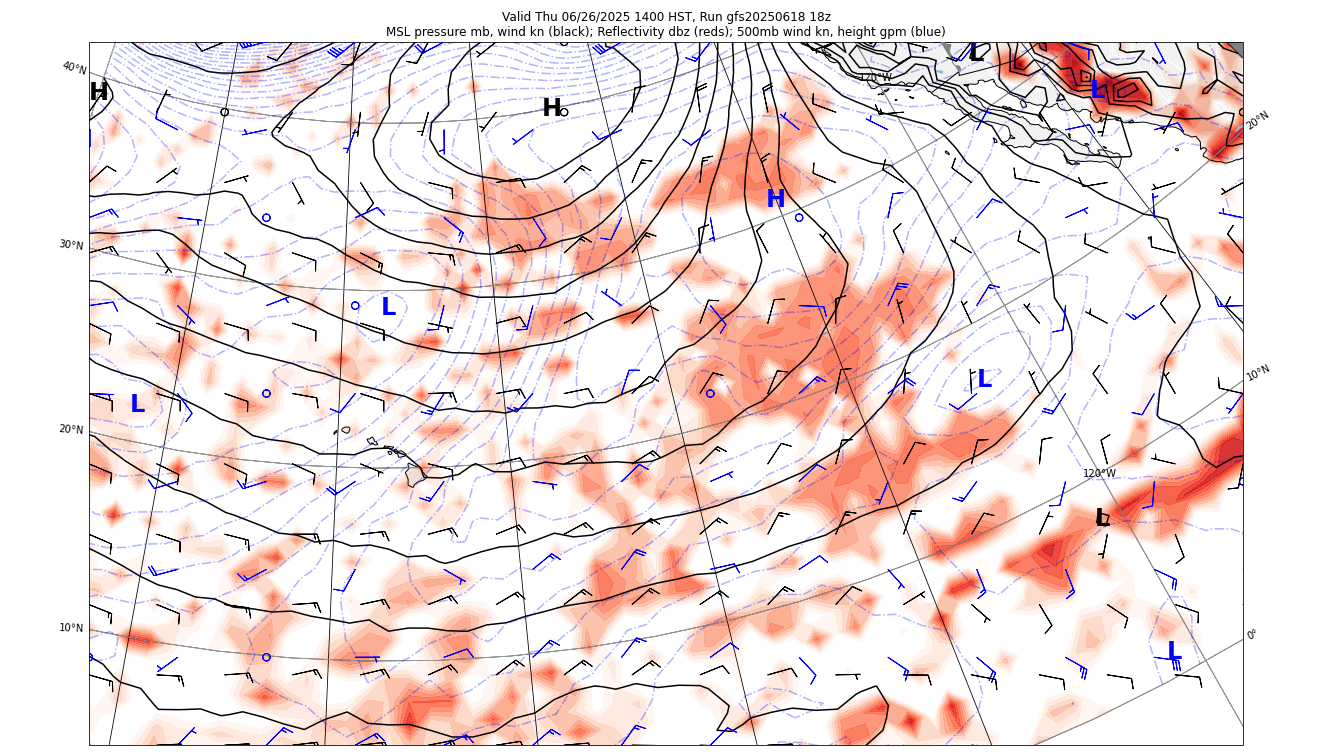 Valid Thu 06/26/2025 1400 HST, Run gfs20250618 18z
MSL pressure mb, wind kn (black); Reflectivity dbz (reds); 500mb wind kn, height gpm (blue)
L
40°N
120°W
H
L
H
20°N
H
30°N
L
10°N
L
L
20°N
120°W
L
10°N
0°
L